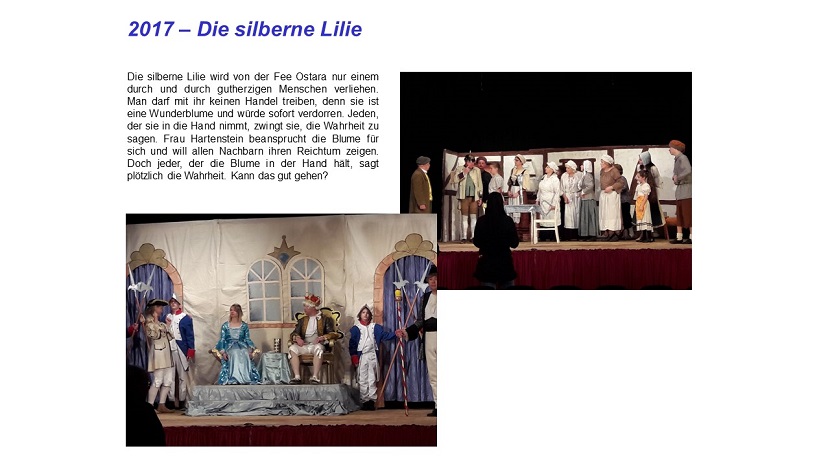 2017 – Die silberne Lilie
Die silberne Lilie wird von der Fee Ostara nur einem
durch und durch gutherzigen Menschen verliehen.
Man darf mit ihr keinen Handel treiben, denn sie ist
eine Wunderblume und würde sofort verdorren. Jeden,
der sie in die Hand nimmt, zwingt sie, die Wahrheit zu
sagen. Frau Hartenstein beansprucht die Blume für
sich und will allen Nachbarn ihren Reichtum zeigen.
Doch jeder, der die Blume in der Hand hält, sagt
plötzlich die Wahrheit. Kann das gut gehen?